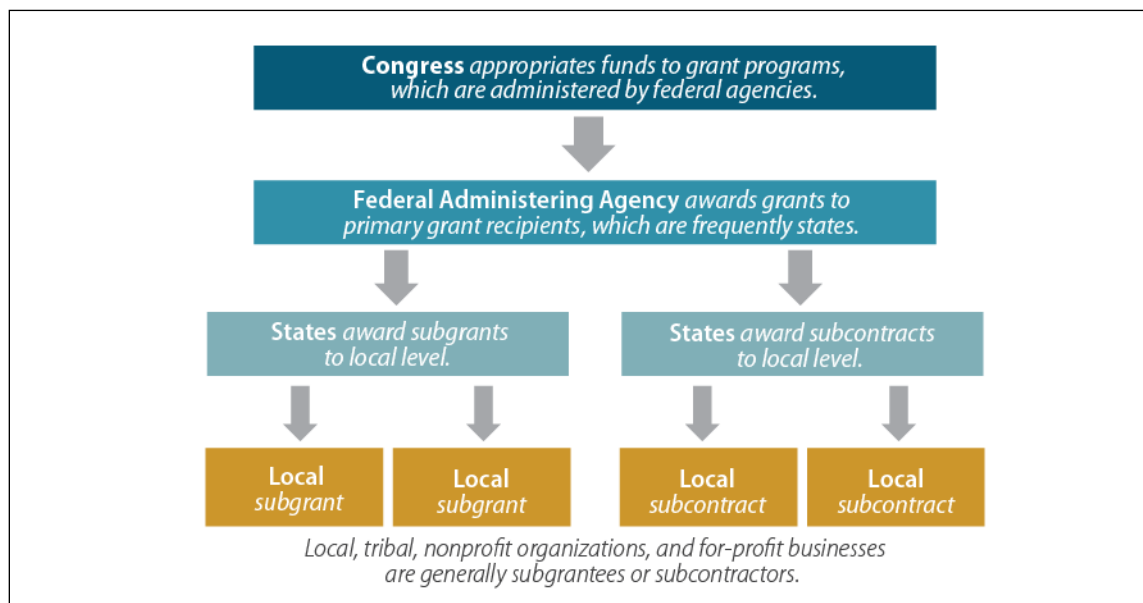 Congress appropriates funds to grant programs,
which are administered by federal agencies.
Federal Administering Agency awards grants to
primary grant recipients, which are frequently states.
States award subgrants
to local level.
States award subcontracts
to local level.
Local
subgrant
Local
subgrant
Local
subcontract
Local
subcontract
Local, tribal, nonprofit organizations, and for-profit businesses
are generally subgrantees or subcontractors.